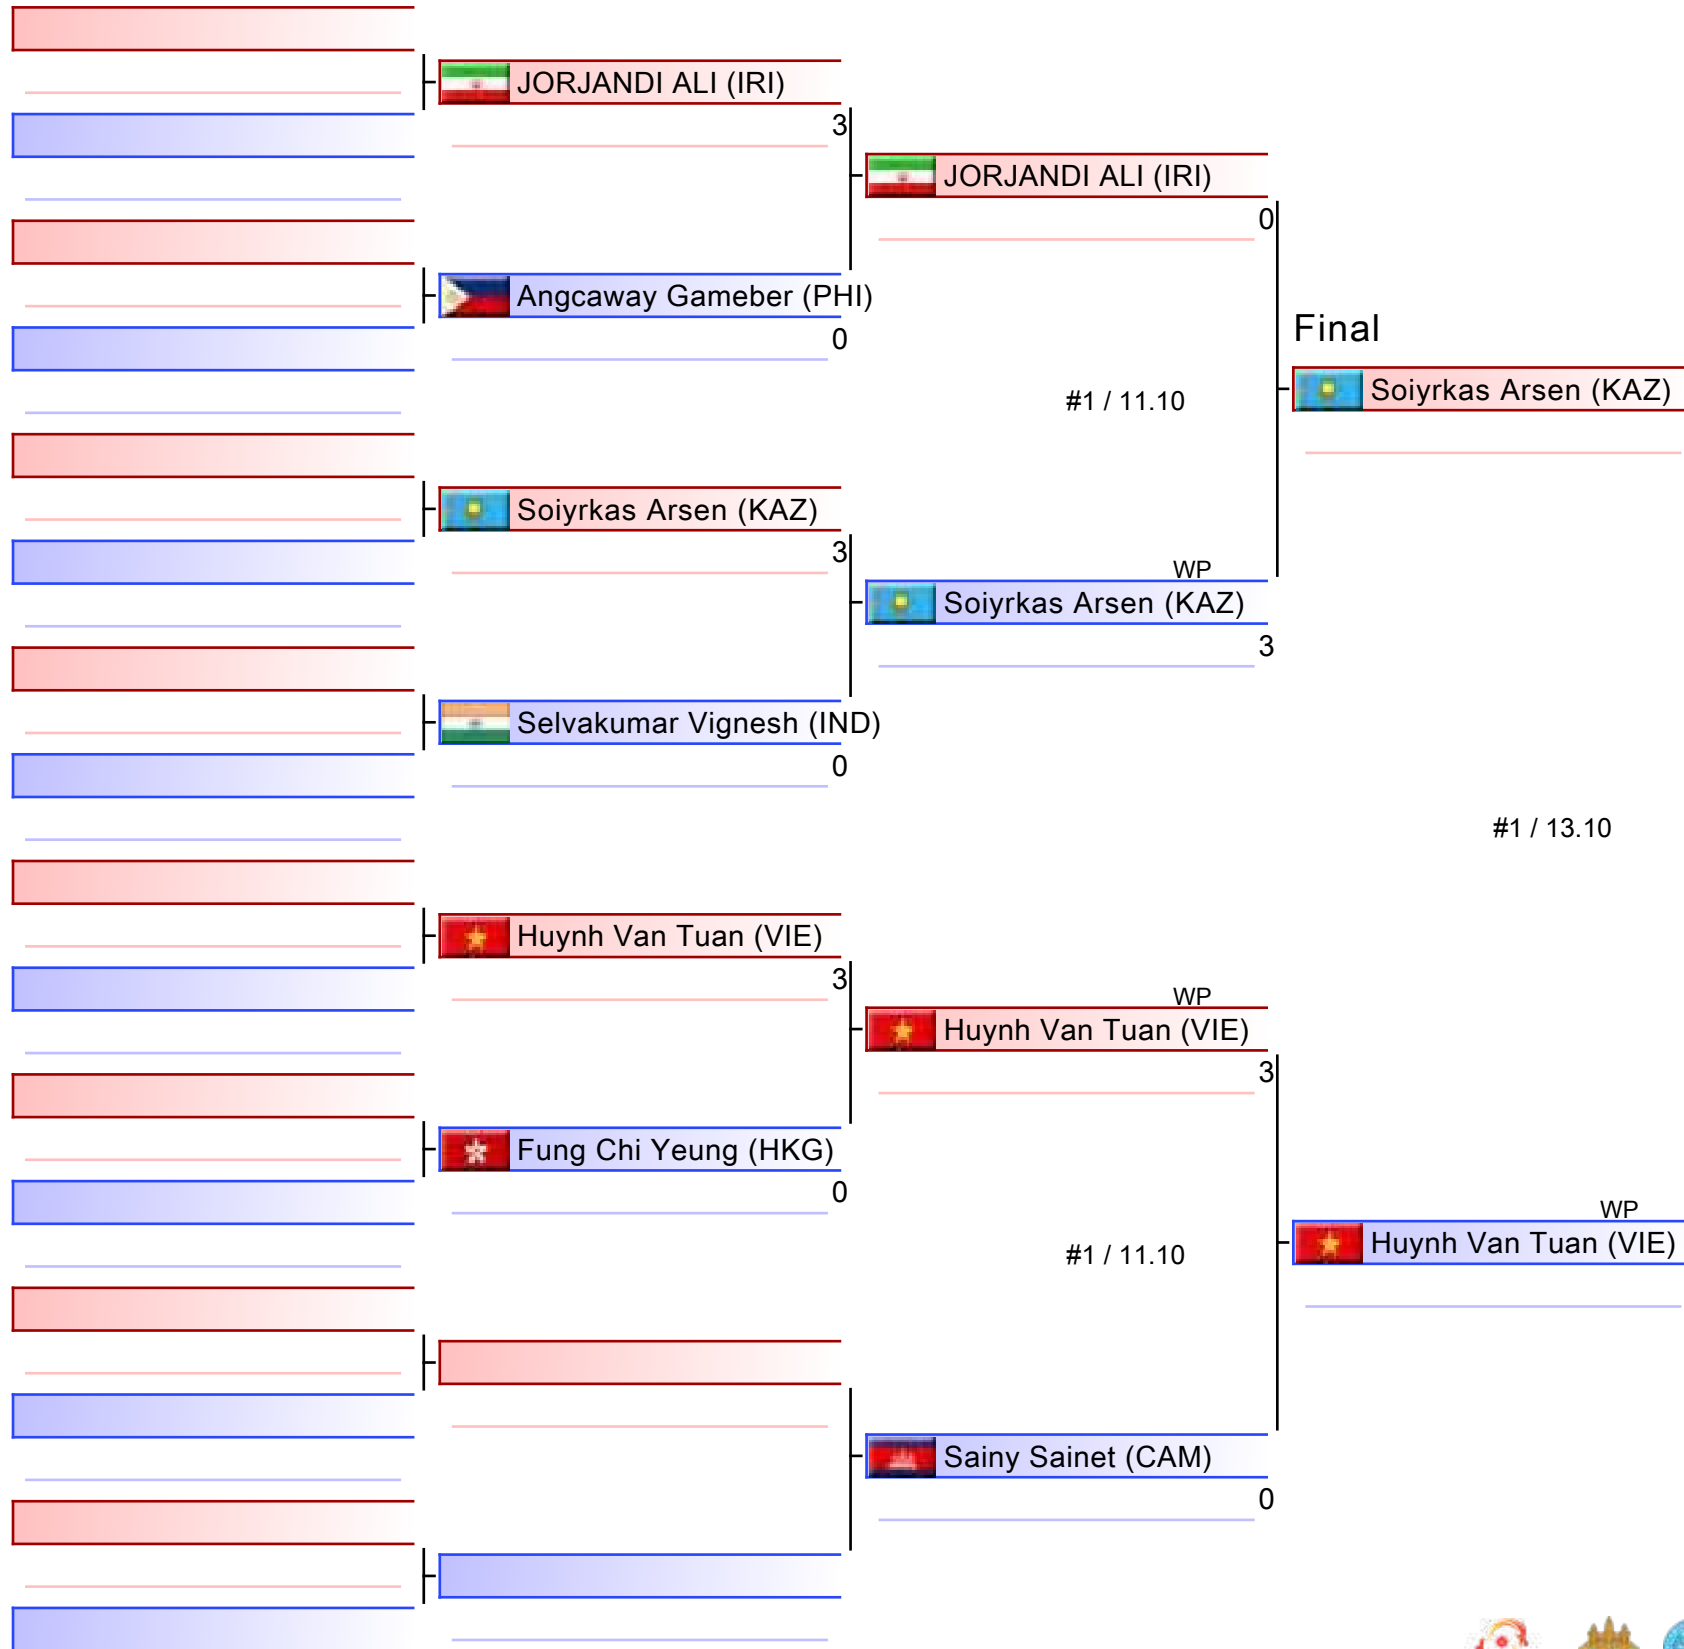 JORJANDI ALI (IRI)
3
Angcaway Gameber (PHI)
0
Soiyrkas Arsen (KAZ)
3
Selvakumar Vignesh (IND)
0
Huynh Van Tuan (VIE)
3
Fung Chi Yeung (HKG)
0
JORJANDI ALI (IRI)
0
#1 / 11.10
WP
Soiyrkas Arsen (KAZ)
3
WP
Huynh Van Tuan (VIE)
3
#1 / 11.10
Sainy Sainet (CAM)
0
Final
Soiyrkas Arsen (KAZ)
#1 / 13.10
WP
Huynh Van Tuan (VIE)